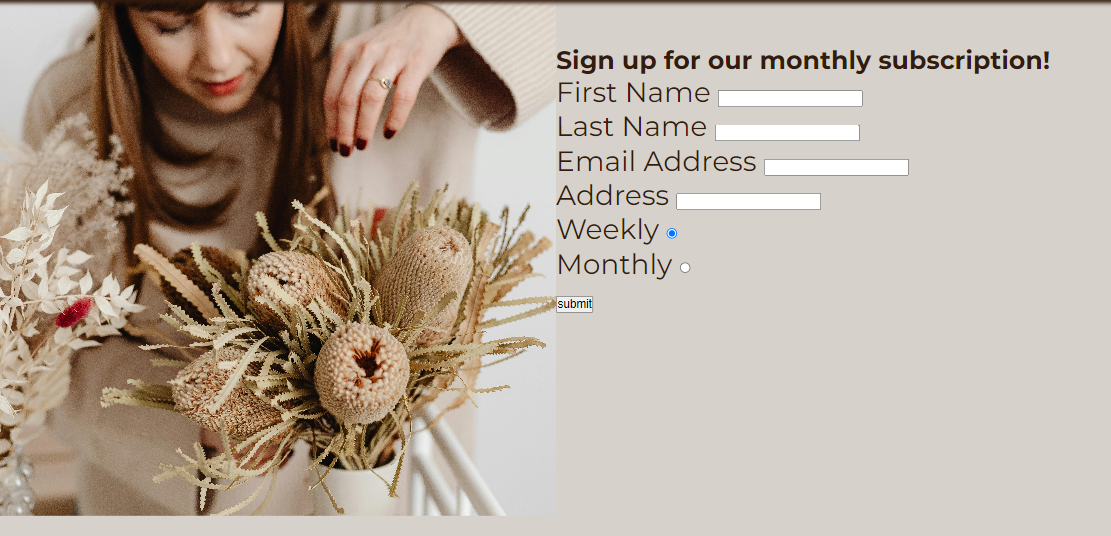 Sign up for our monthly subscription!
First Name
Last Name
Email Address
Address
Weekly
Monthly
submit